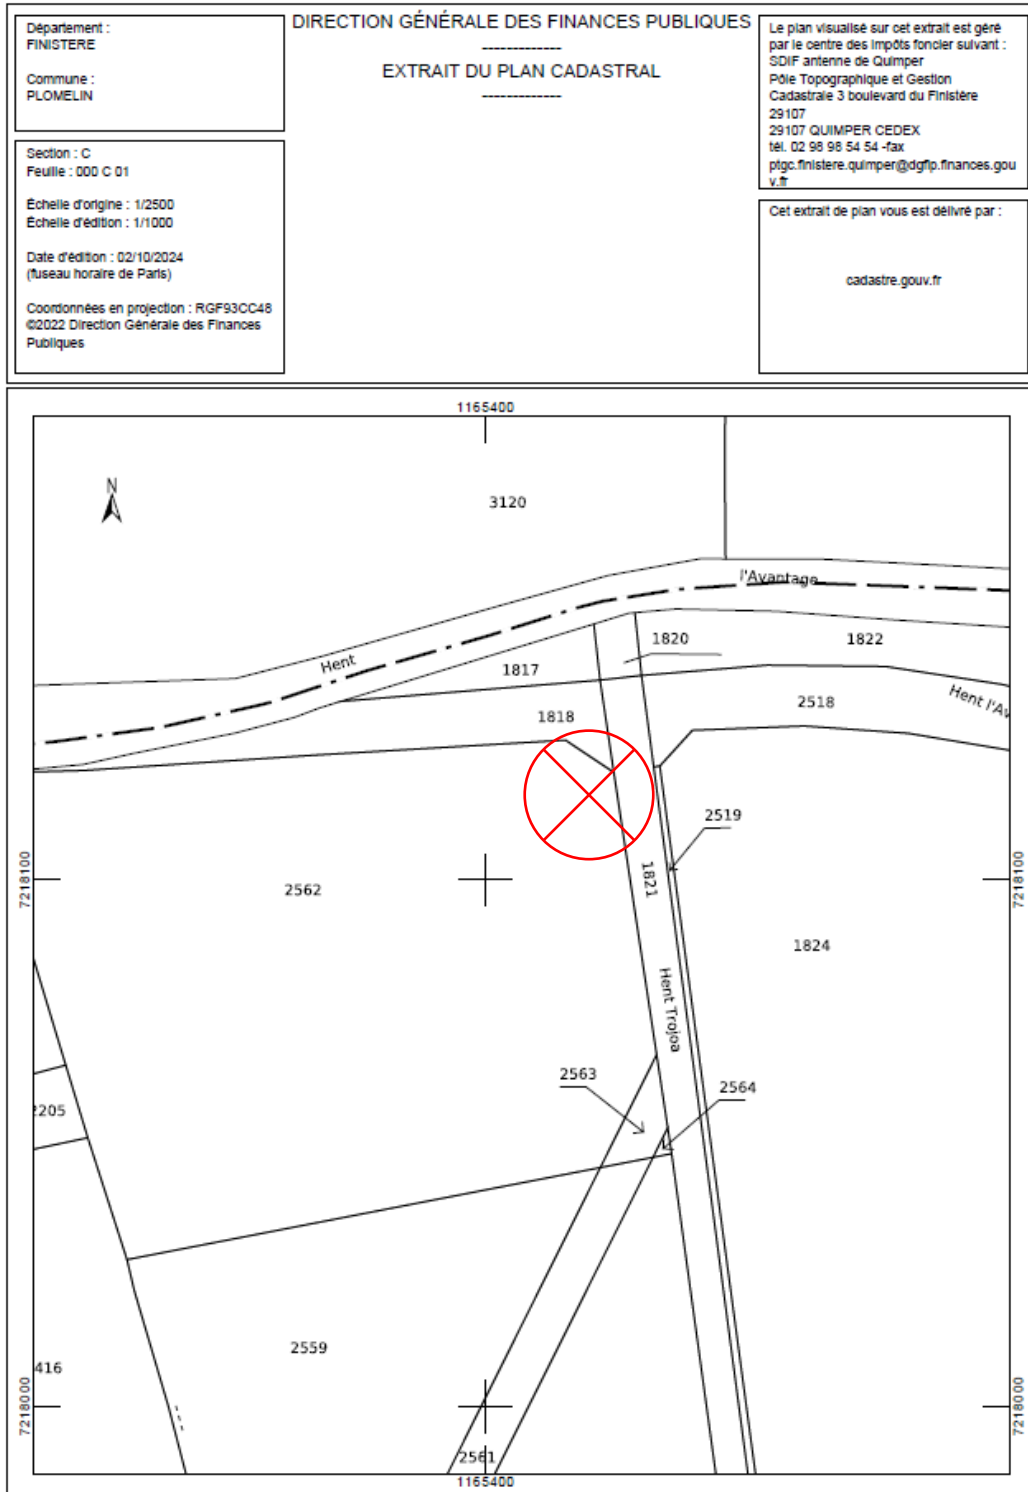 Département :
FINISTERE
Commune :
PLOMELIN
Section : C
Feuille : 000 C 01
Échelle d'origine : 1/2500
Échelle d'édition : 1/1000
Date d'édition : 02/10/2024
(fuseau horaire de Paris)
Coordonnées en projection : RGF93CC48
©2022 Direction Générale des Finances
Publiques
DIRECTION GÉNÉRALE DES FINANCES PUBLIQUES
-------------
EXTRAIT DU PLAN CADASTRAL
-------------
Le plan visualisé sur cet extrait est géré
par le centre des impôts foncier suivant :
SDIF antenne de Quimper
Pôle Topographique et Gestion
Cadastrale 3 boulevard du Finistère
29107
29107 QUIMPER CEDEX
tél. 02 98 98 54 54 -fax
ptgc.finistere.quimper@dgfip.finances.gou
v.fr
Cet extrait de plan vous est délivré par :
cadastre.gouv.fr
1165400
N
3120
l'Avantage
Hent
1817
1820
1822
1818
2518
Hent l'Av
2519
7218100
7218100
2562
1821
1824
Hent Trojoa
2563
2564
2205
2559
416
7218000
7218000
2561
1165400